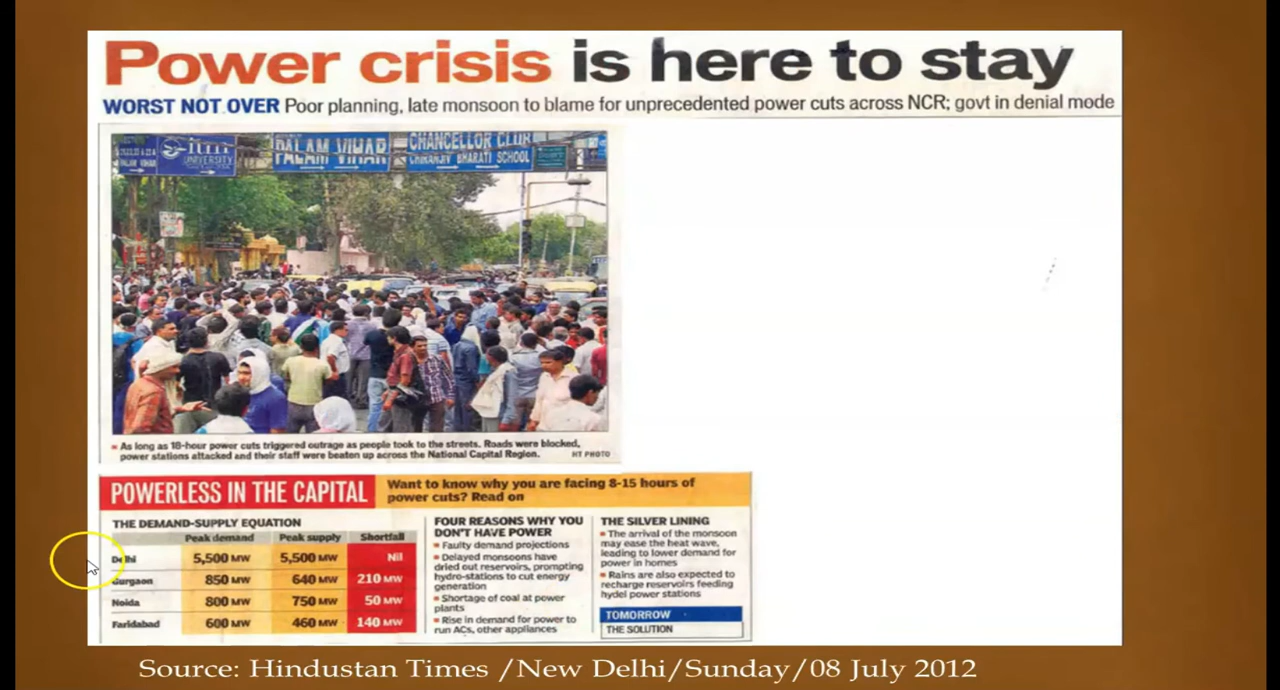 Power crisis is here to stay
WORST NOT OVER Poor planning, late monsoon to blame for unprecedented power cuts across NCR; govt in denial mode
PALAM VIHAR
UNIVERSITY
PALAM VIHAR
CHANCELLOR CLUB
CHIRANJIV BHARATI SCHOOL
As long as 18-hour power cuts triggered outrage as people took to the streets. Roads were blocked,
power stations attacked and their staff were beaten up across the National Capital Region.
HT PHOTO
POWERLESS IN THE CAPITAL
Want to know why you are facing 8-15 hours of
power cuts? Read on
THE DEMAND-SUPPLY EQUATION
Peak demand Peak supply Shortfall
Delhi 5,500 MW 5,500 MW Nil
Gurgaon 850 MW 640 MW 210 MW
Noida 800 MW 750 MW 50 MW
Faridabad 600 MW 460 MW 140 MW
FOUR REASONS WHY YOU
DON'T HAVE POWER
Faulty demand projections
Delayed monsoons have
dried out reservoirs, prompting
hydro-stations to cut energy
generation
Shortage of coal at power
plants
Rise in demand for power to
run ACs, other appliances
THE SILVER LINING
The arrival of the monsoon
may ease the heat wave,
leading to lower demand for
power in homes
Rains are also expected to
recharge reservoirs feeding
hydel power stations
TOMORROW
THE SOLUTION
Source: Hindustan Times /New Delhi/Sunday/08 July 2012